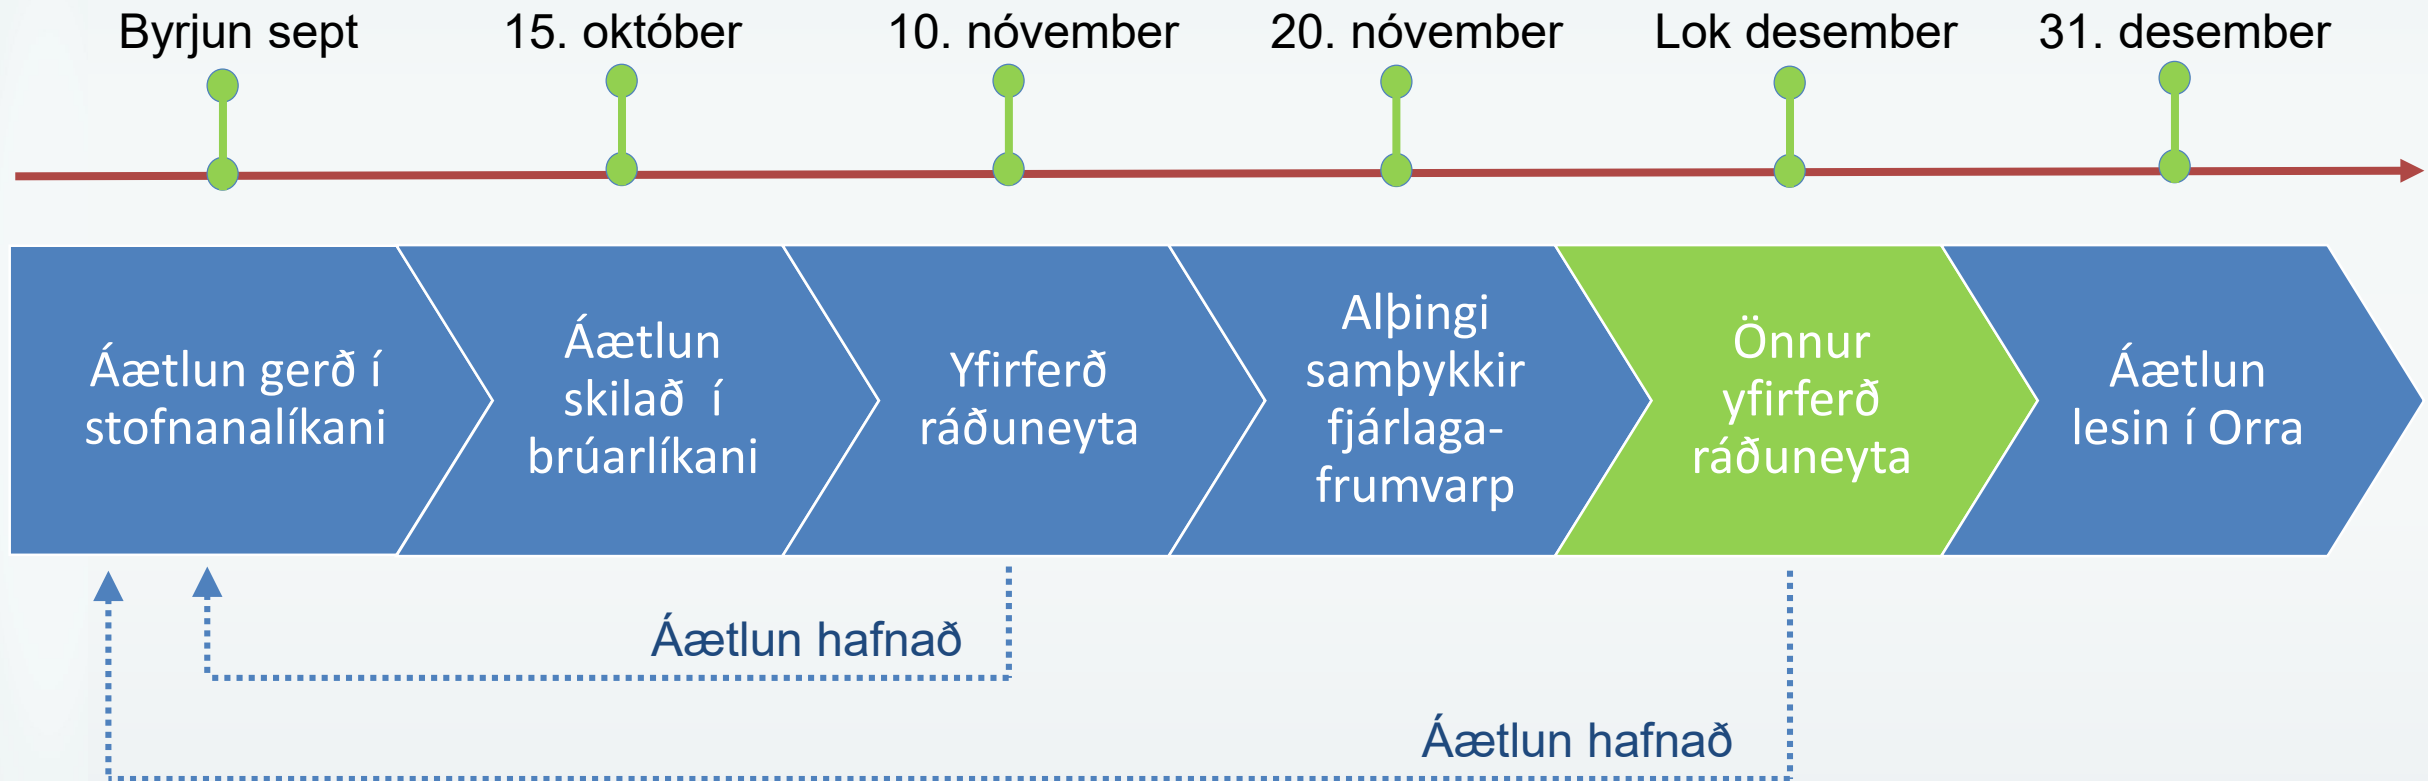 Byrjun sept
15. október
10. nóvember
20. nóvember
Lok desember
31. desember
Áætlun gerð í
stofnanalíkani
Áætlun
skilað í
brúarlíkani
Yfirferð
ráðuneyta
Alþingi
samþykkir
fjárlaga-
frumvarp
Önnur
yfirferð
ráðuneyta
Áætlun
lesin í Orra
Áætlun hafnað
Áætlun hafnað